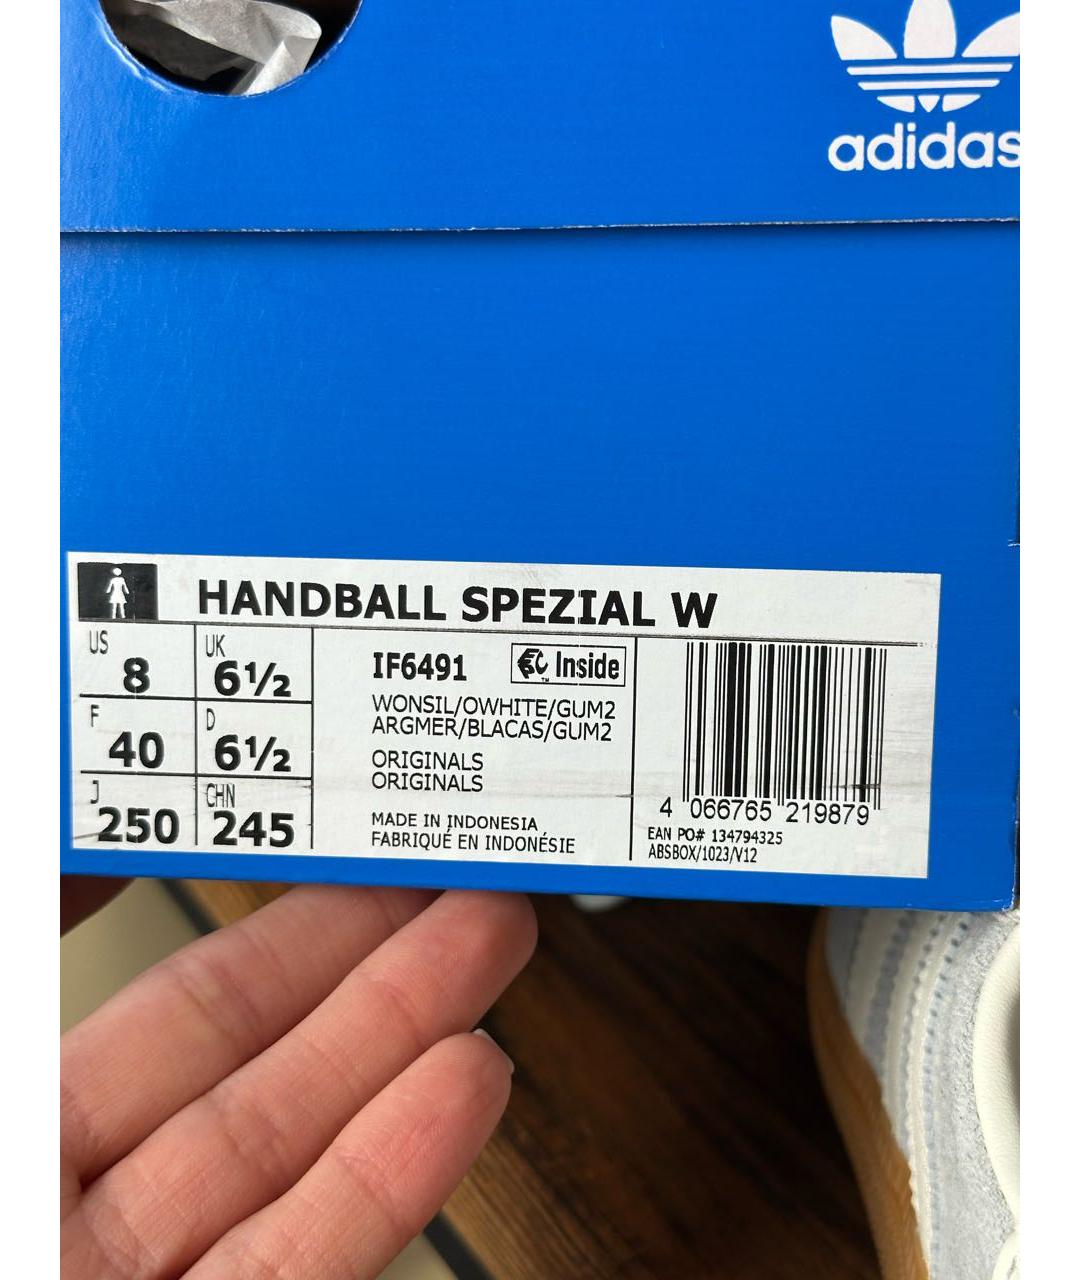 adidas
HANDBALL SPEZIAL W
US 8 UK 6½
F 40 D 6½
J 250 CHN 245
IF6491 Inside
WONSIL/OWHITE/GUM2
ARGMER/BLACAS/GUM2
ORIGINALS
ORIGINALS
MADE IN INDONESIA
FABRIQUÉ EN INDONÉSIE
4 066765 219879
EAN PO# 134794325
ABSBOX/1023/V12